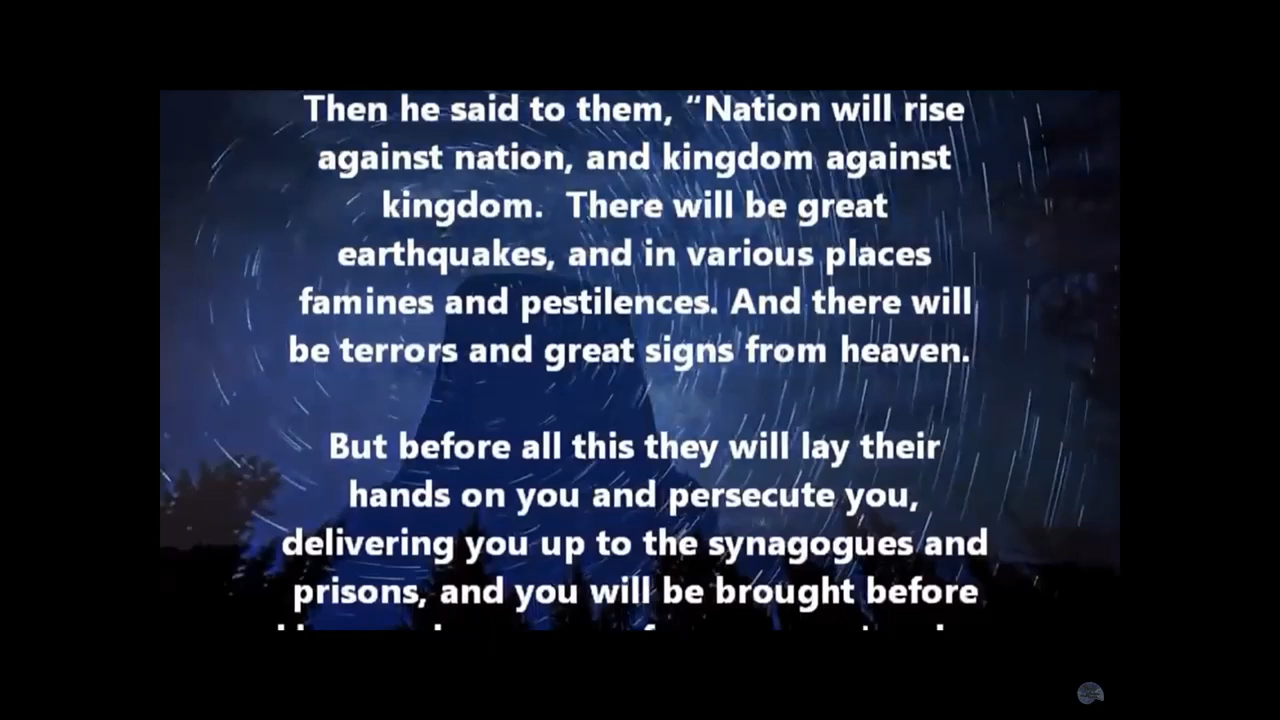 Then he said to them, “Nation will rise
against nation, and kingdom against
kingdom.  There will be great
earthquakes, and in various places
famines and pestilences. And there will
be terrors and great signs from heaven.
But before all this they will lay their
hands on you and persecute you,
delivering you up to the synagogues and
prisons, and you will be brought before